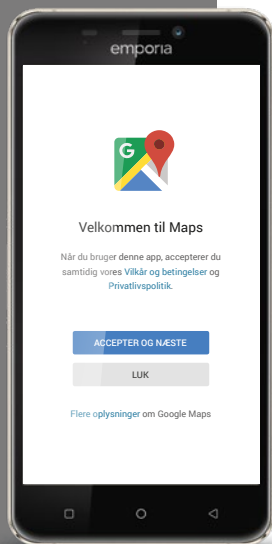 emporia
G
Velkommen til Maps
Når du bruger denne app, accepterer du
samtidig vores Vilkår og betingelser og
Privatlivspolitik.
ACCEPTER OG NÆSTE
LUK
Flere oplysninger om Google Maps